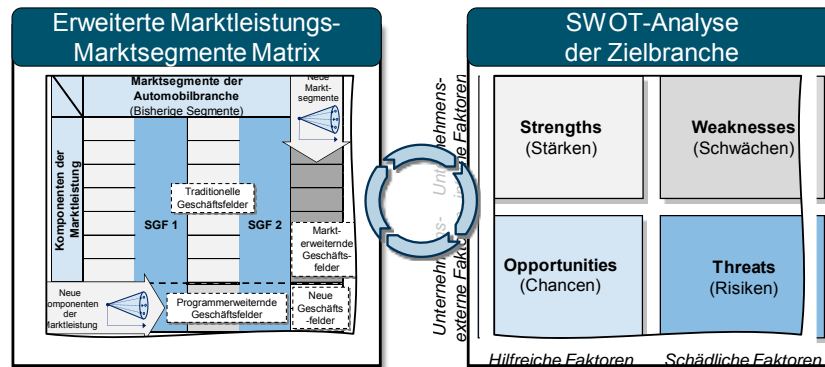 Erweiterte Marktleistungs-
Marktsegmente Matrix
Marktsegmente der
Automobilbranche
(Bisherige Segmente)
Neue
Markt-
segmente
Komponenten der
Marktleistung
Traditionelle
Geschäftsfelder
SGF 1
SGF 2
Markt-
erweiternde
Geschäfts-
felder
Neue
Komponenten
der
Marktleistung
Programmerweiternde
Geschäftsfelder
Neue
Geschäfts
-felder
SWOT-Analyse
der Zielbranche
Strengths
(Stärken)
Weaknesses
(Schwächen)
Opportunities
(Chancen)
Threats
(Risiken)
Faktoren
externe
Hilfreiche Faktoren
Schädliche Faktoren